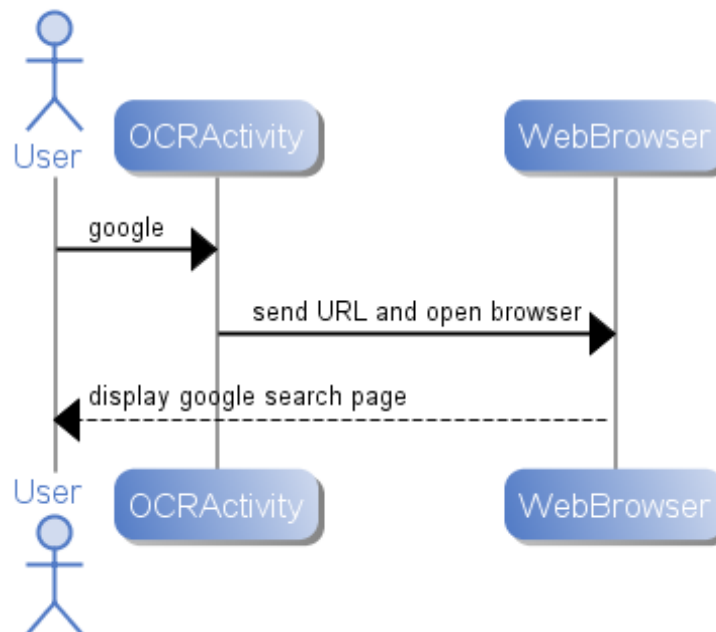 OCRActivity
WebBrowser
User
google
send URL and open browser
display google search page
User
OCRActivity
WebBrowser